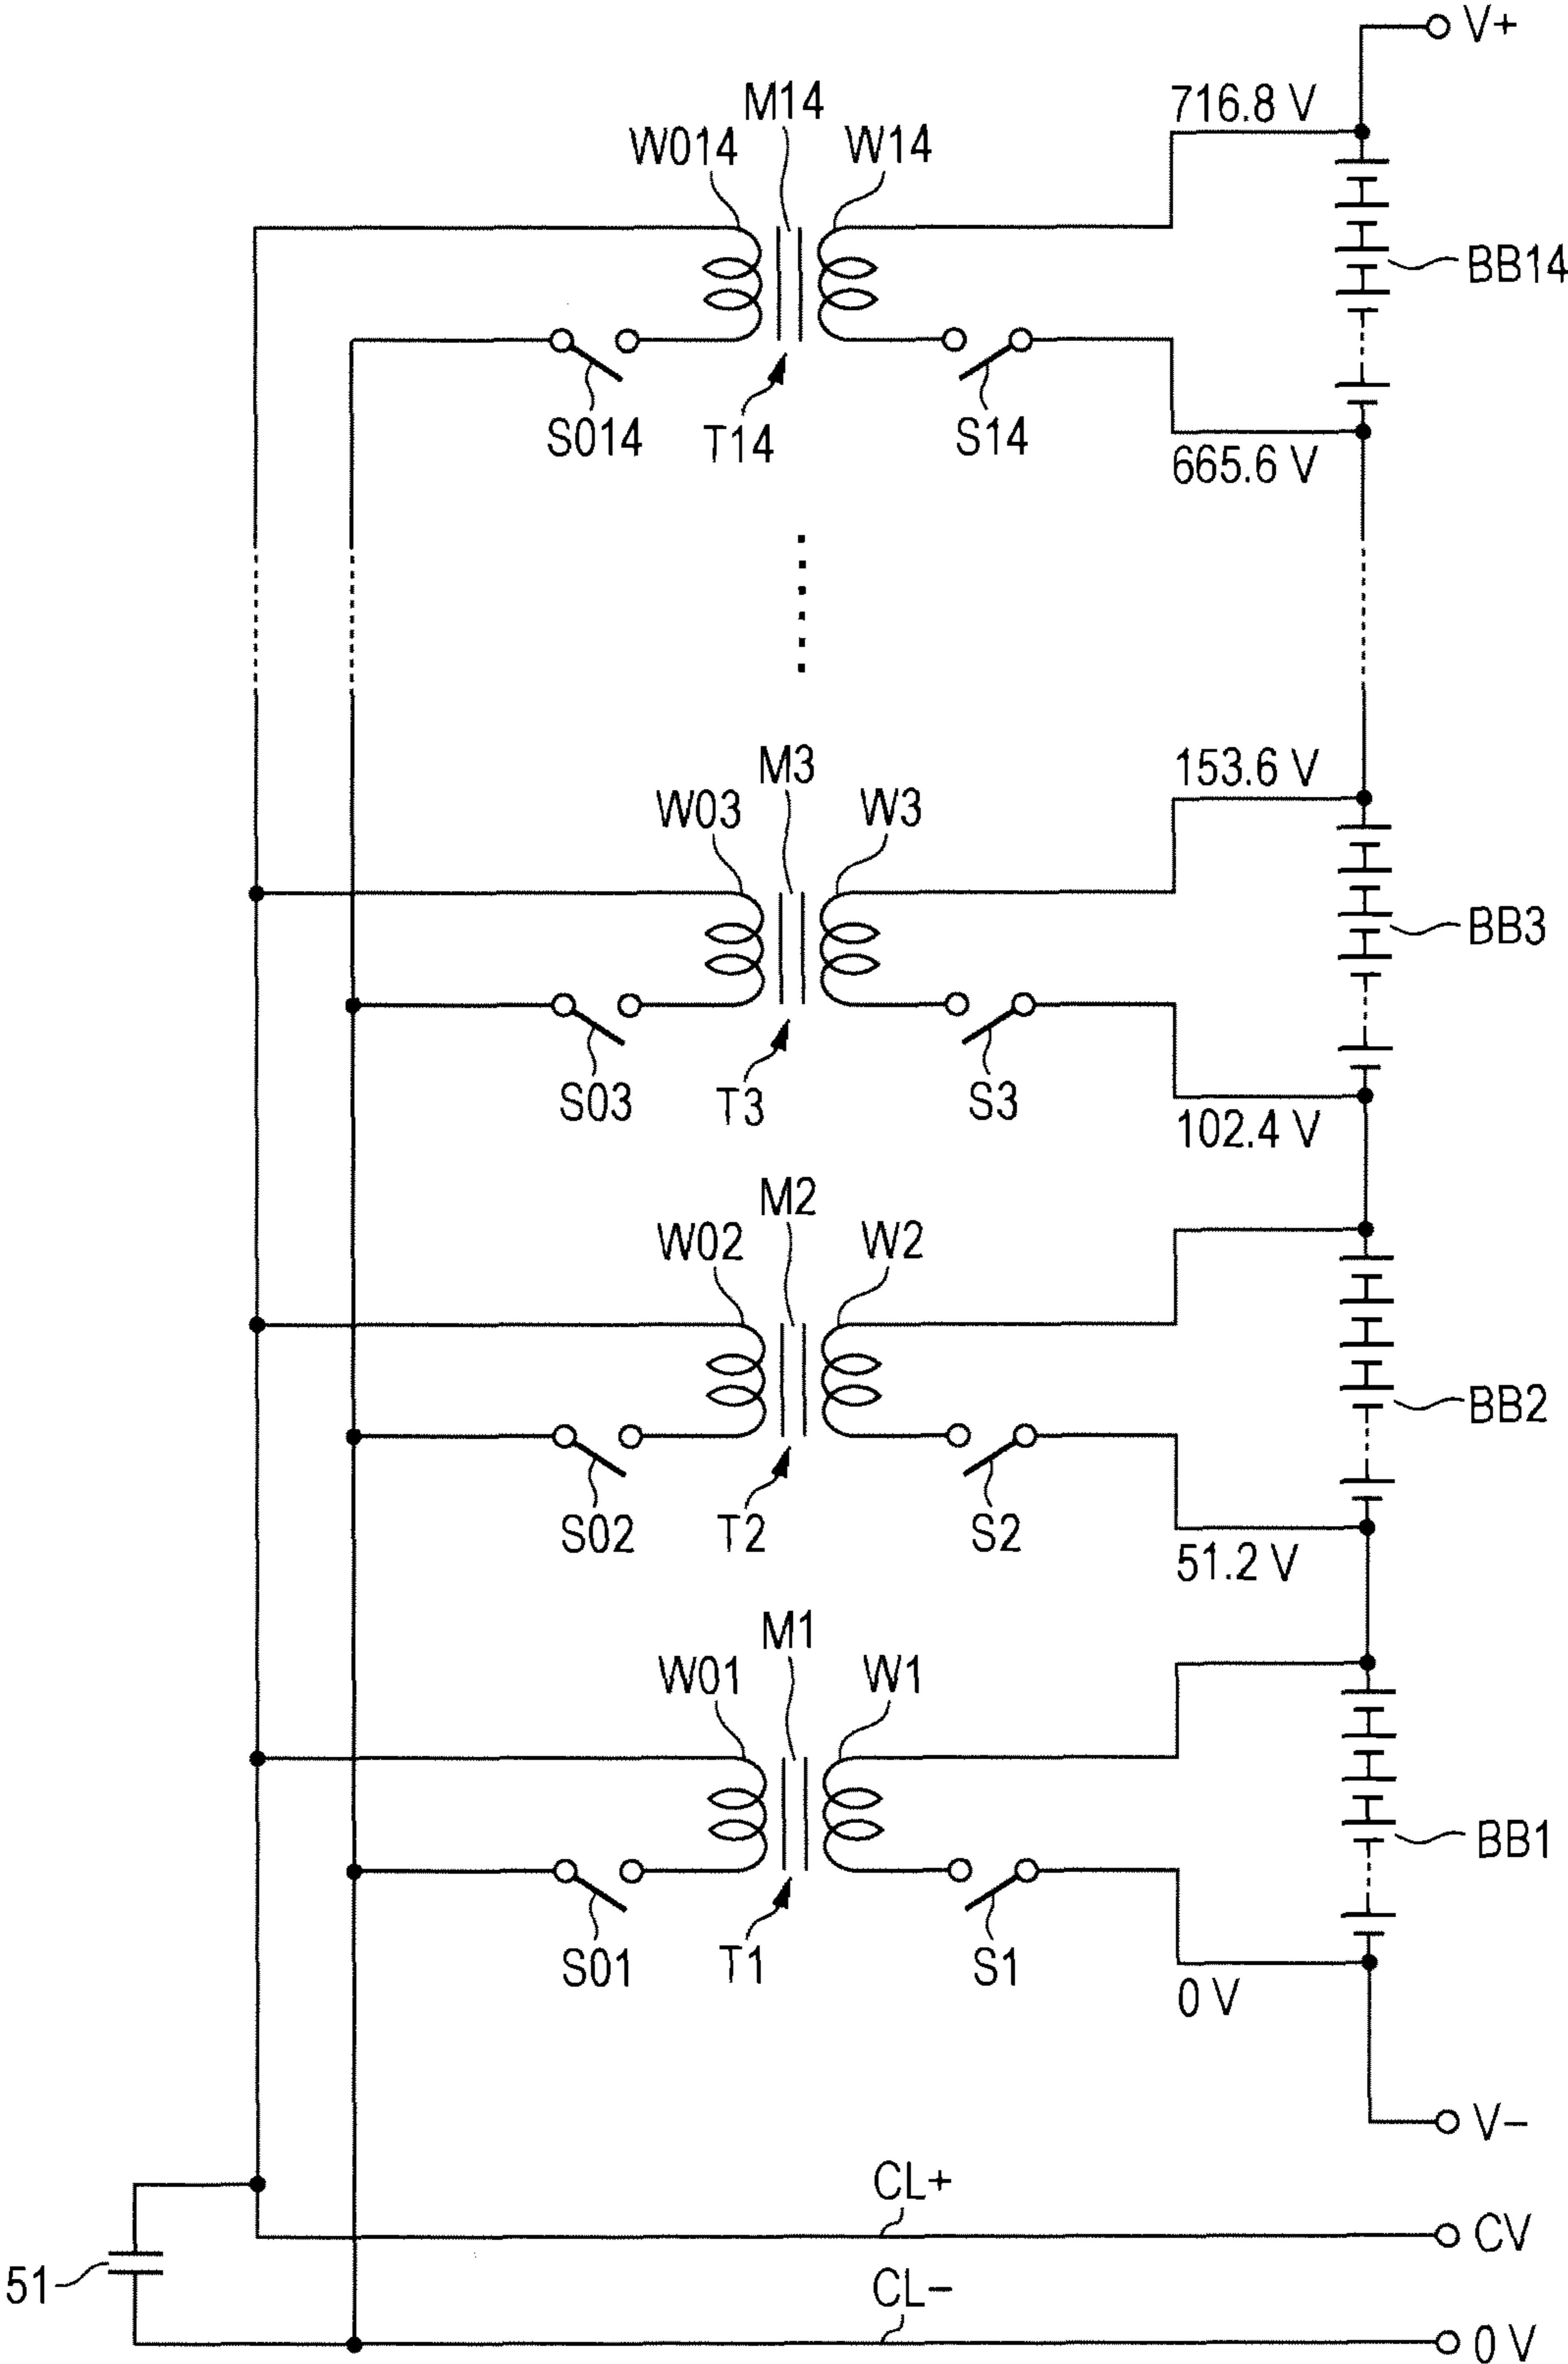 V+
716.8 V
M14
W014
W14
BB14
S014
T14
S14
665.6 V
153.6 V
M3
W03
W3
BB3
S03
T3
S3
102.4 V
M2
W02
W2
BB2
S02
T2
S2
51.2 V
M1
W01
W1
BB1
S01
T1
S1
0 V
V−
CL+
CV
51
CL−
0 V